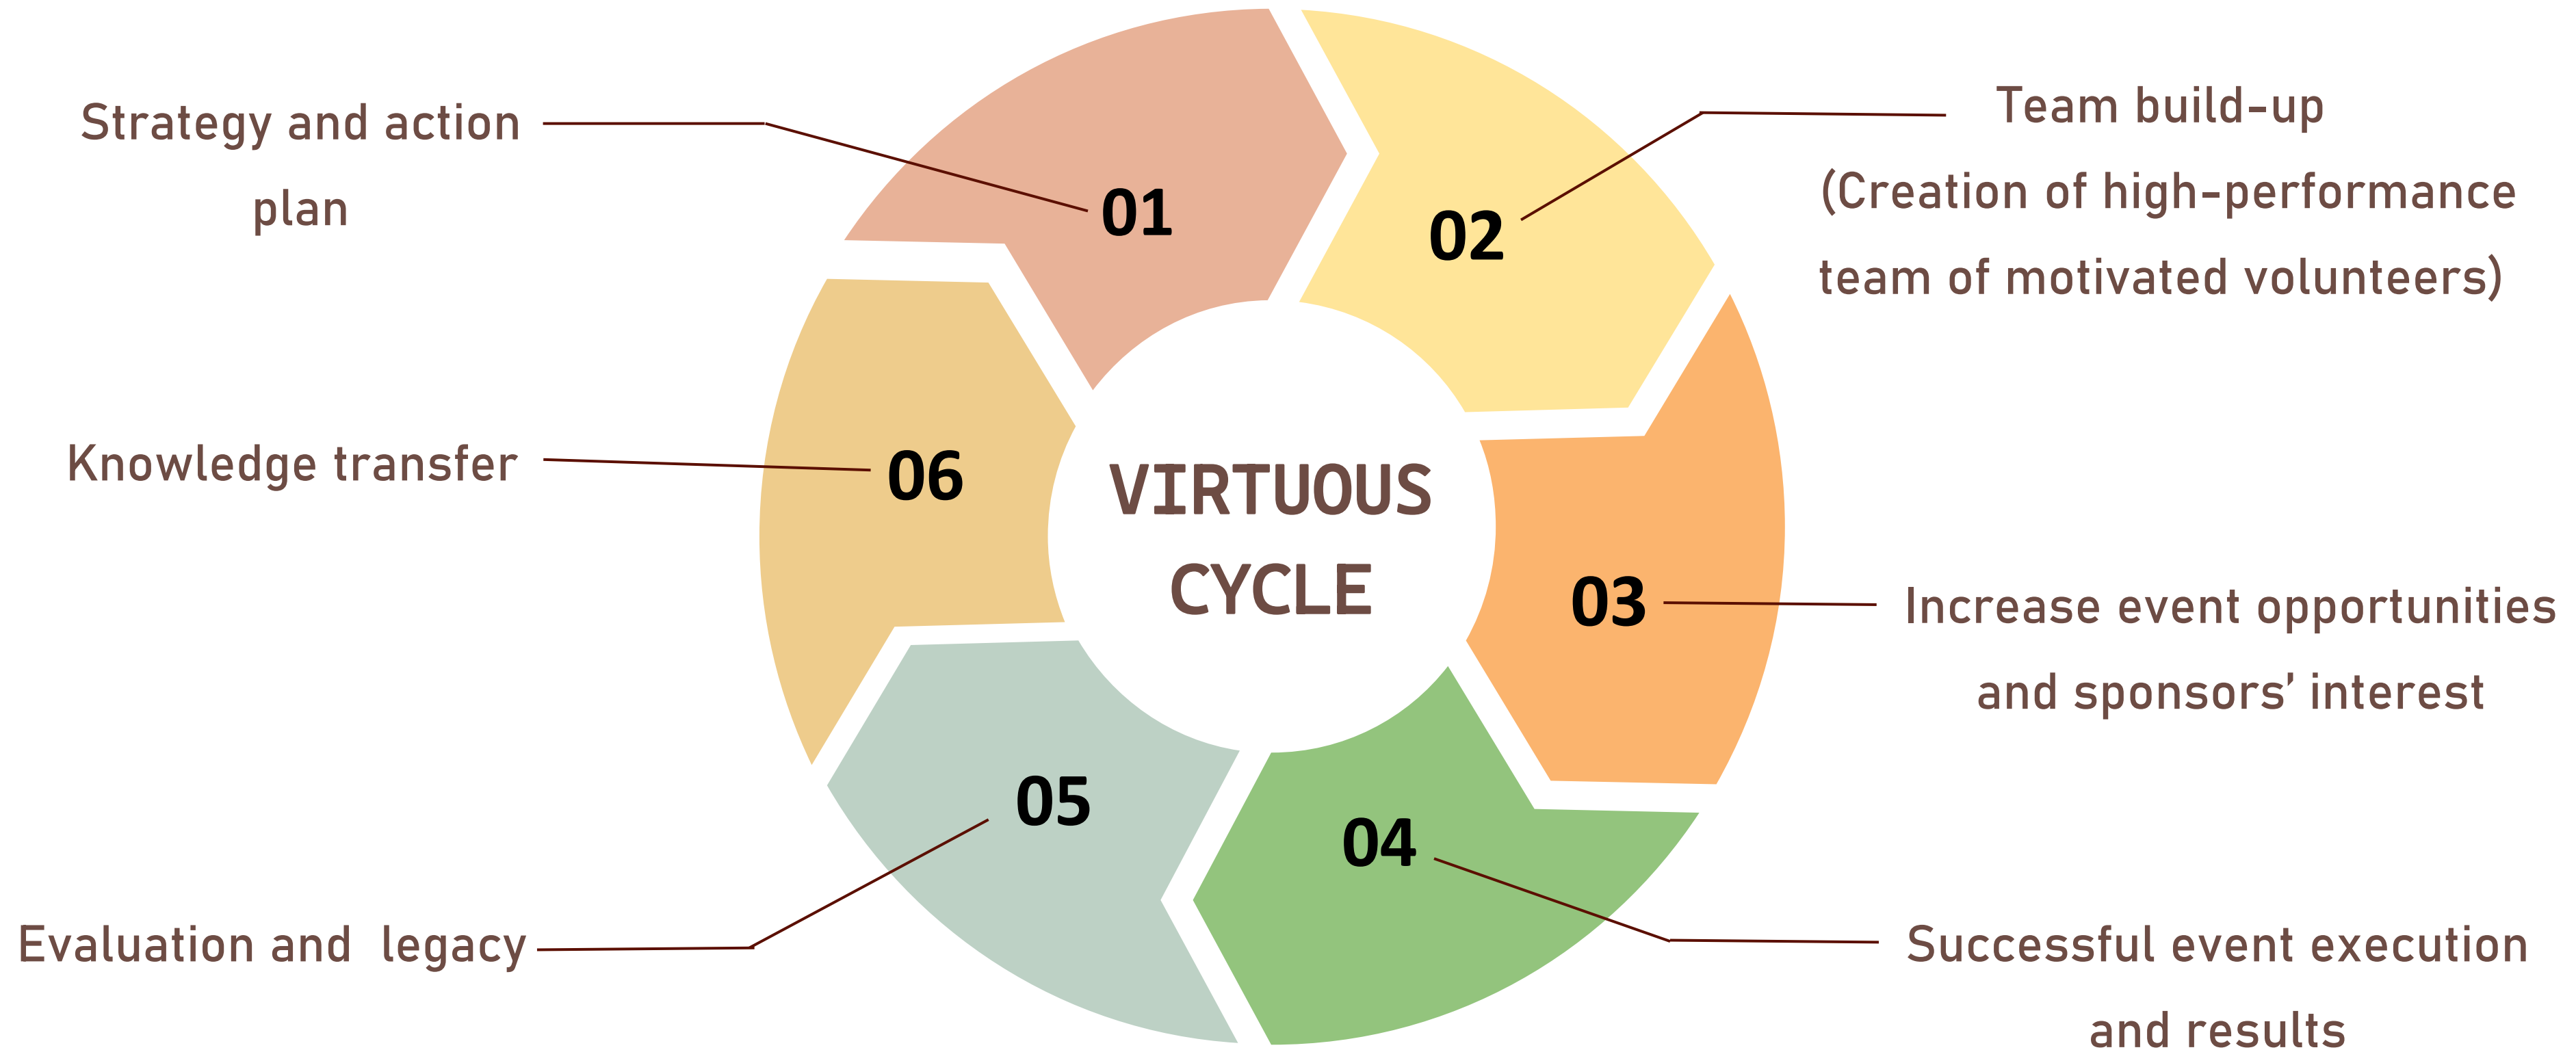 Strategy and action
plan
01
02
Team build-up
(Creation of high-performance
team of motivated volunteers)
03
Increase event opportunities
and sponsors’ interest
04
Successful event execution
and results
05
Evaluation and legacy
06
Knowledge transfer
VIRTUOUS
CYCLE